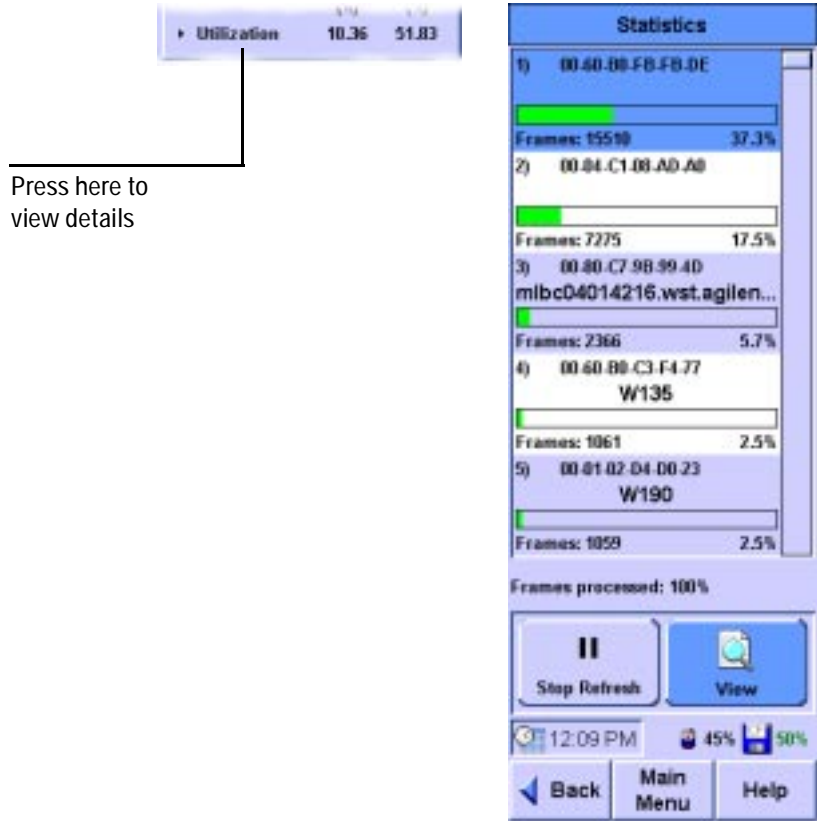 Utilization 10.36 51.83
Press here to
view details
Statistics
1) 00-60-B0-FB-FB-DE
Frames: 15510 37.3%
2) 00-04-C1-08-AD-A0
Frames: 7275 17.5%
3) 00-80-C7-9B-99-4D
mlbc04014216.wst.agilen...
Frames: 2366 5.7%
4) 00-60-B0-C3-F4-77
W135
Frames: 1061 2.5%
5) 00-01-02-D4-D0-23
W190
Frames: 1059 2.5%
Frames processed: 100%
Stop Refresh
View
12:09 PM 45% 50%
Back
Main
Menu
Help